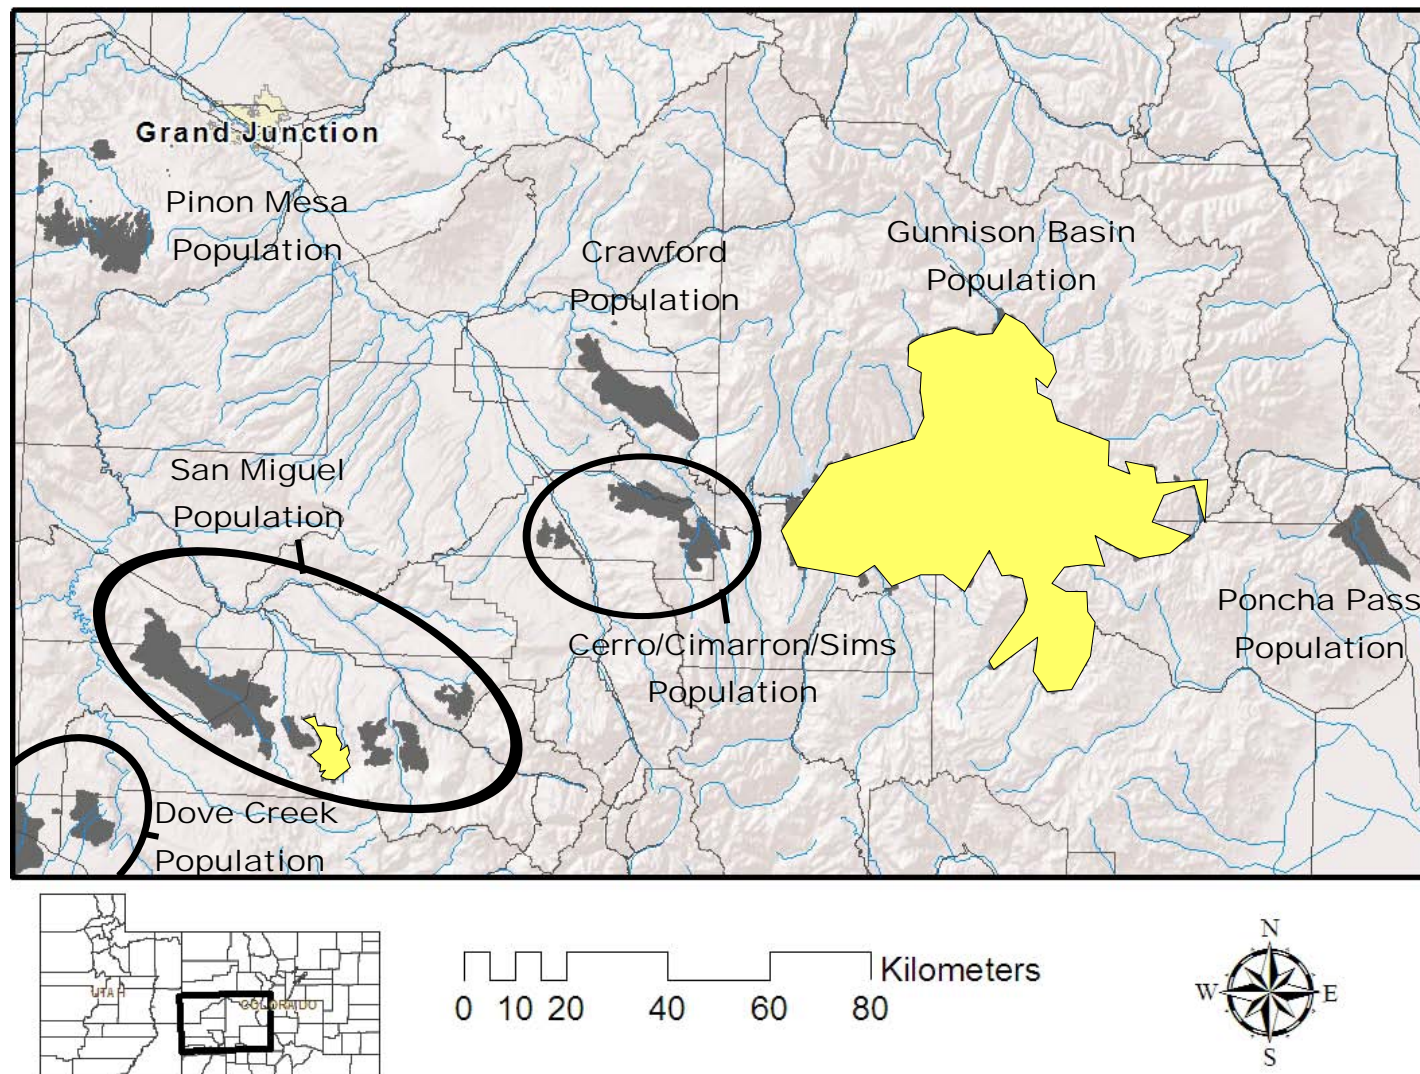 Grand Junction
Pinon Mesa
Population
Crawford
Population
Gunnison Basin
Population
San Miguel
Population
Cerro/Cimarron/Sims
Population
Poncha Pass
Population
Dove Creek
Population
UTAH
COLORADO
Kilometers
0 10 20 40 60 80
N
W E
S